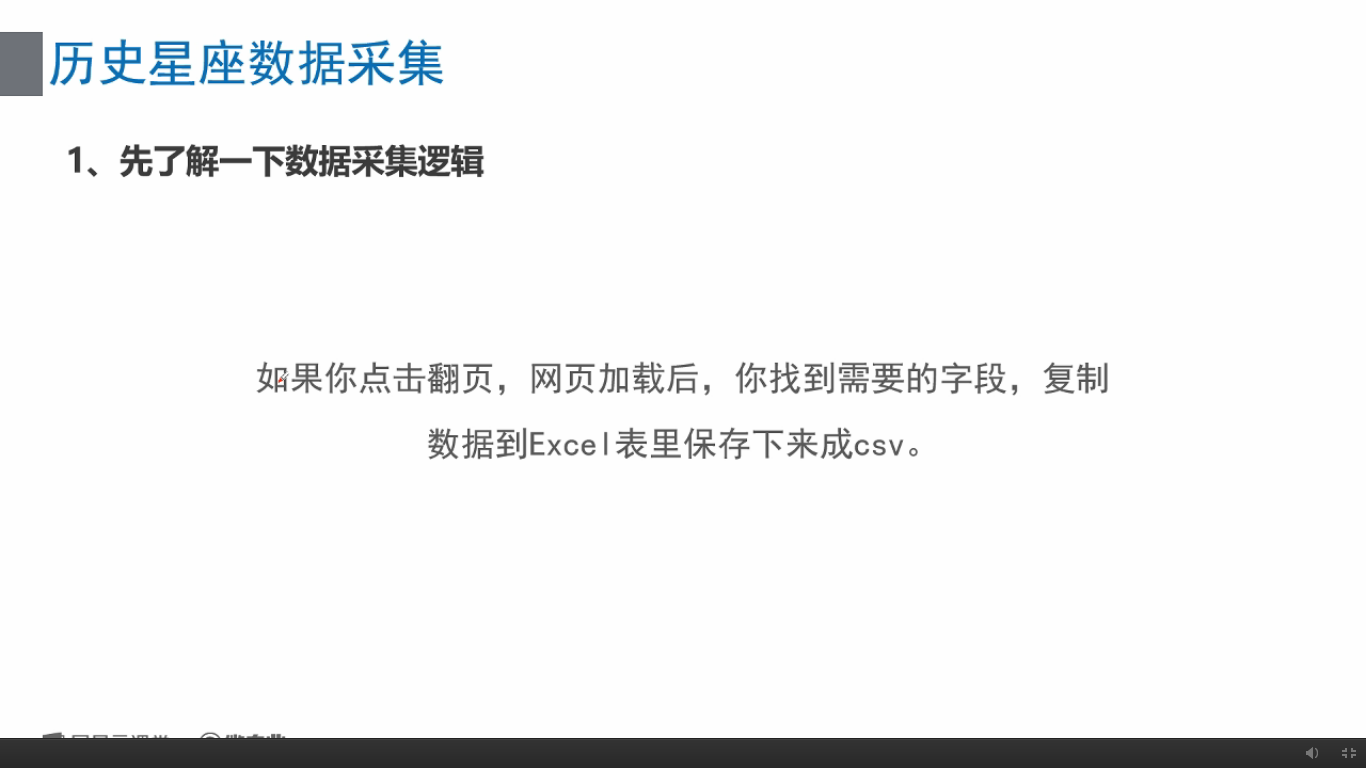 历史星座数据采集
1、先了解一下数据采集逻辑
如果你点击翻页，网页加载后，你找到需要的字段，复制
数据到Excel表里保存下来成csv。